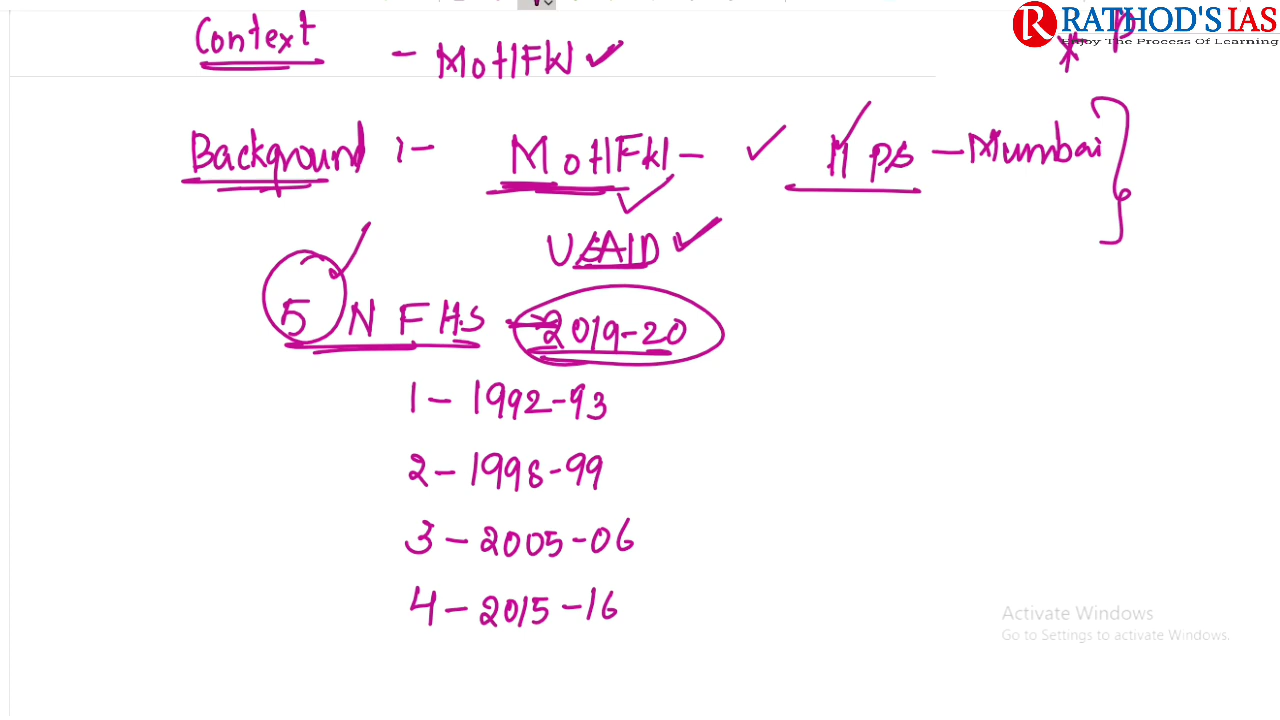 RATHOD'S IAS
Enjoy The Process Of Learning
Context - MoHFW
Background :- MoHFW - IIPS - Mumbai
USAID
5 NFHS 2019-20
1 - 1992-93
2 - 1998-99
3 - 2005-06
4 - 2015-16
Activate Windows
Go to Settings to activate Windows.